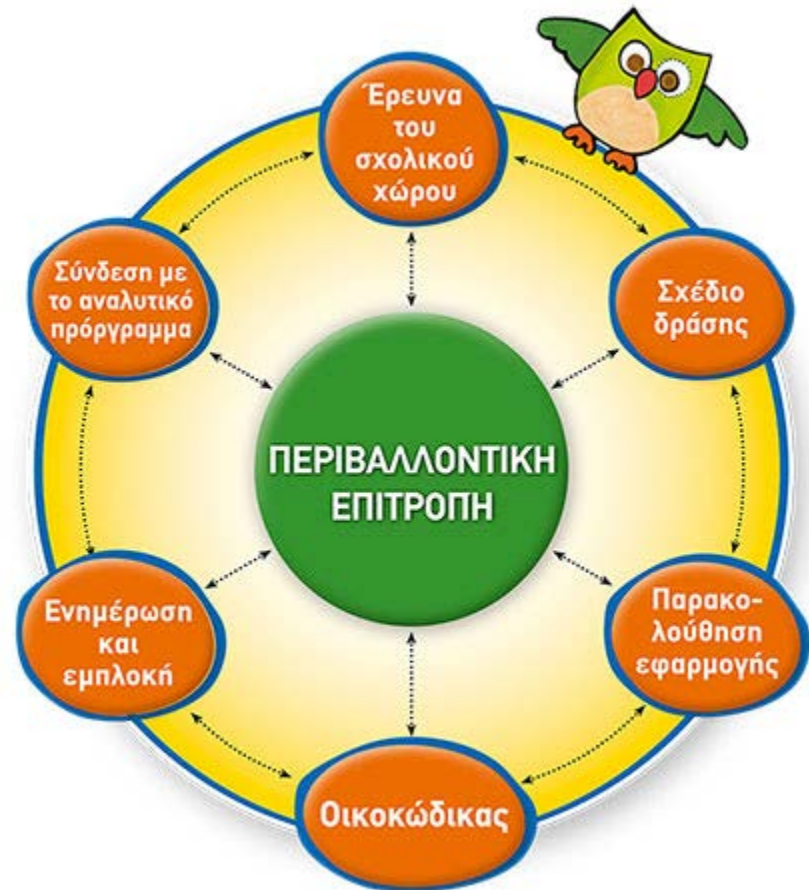 Έρευνα
του
σχολικού
χώρου
Σχέδιο
δράσης
Παρακο-
λούθηση
εφαρμογής
Οικοκώδικας
Ενημέρωση
και
εμπλοκή
Σύνδεση με
το αναλυτικό
πρόργραμμα
ΠΕΡΙΒΑΛΛΟΝΤΙΚΗ
ΕΠΙΤΡΟΠΗ